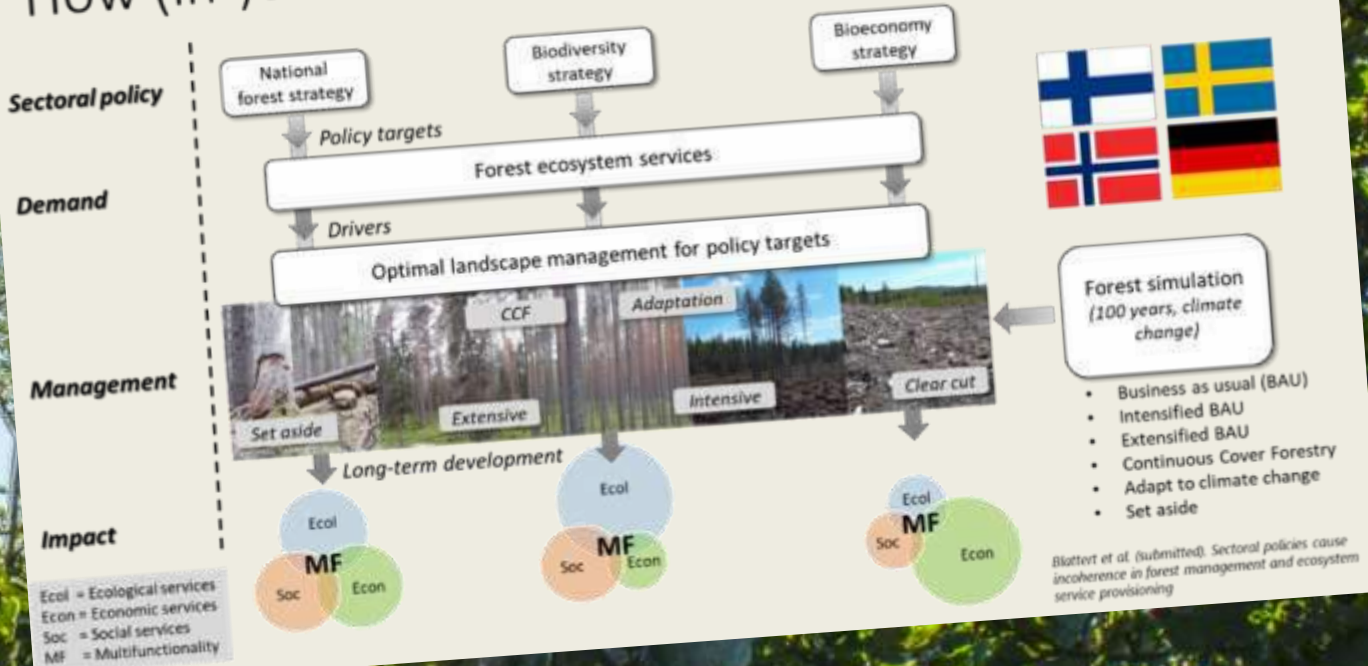 Sectoral policy
National
forest strategy
Biodiversity
strategy
Bioeconomy
strategy
Policy targets
Demand
Forest ecosystem services
Drivers
Optimal landscape management for policy targets
Management
CCF
Adaptation
Set aside
Extensive
Intensive
Clear cut
Forest simulation
(100 years, climate
change)
• Business as usual (BAU)
• Intensified BAU
• Extensified BAU
• Continuous Cover Forestry
• Adapt to climate change
• Set aside
Long-term development
Impact
Ecol
MF
Soc
Econ
Ecol
MF
Soc
Econ
Ecol
MF
Soc
Econ
Ecol = Ecological services
Econ = Economic services
Soc = Social services
MF = Multifunctionality
Blattert et al. (submitted). Sectoral policies cause
incoherence in forest management and ecosystem
service provisioning